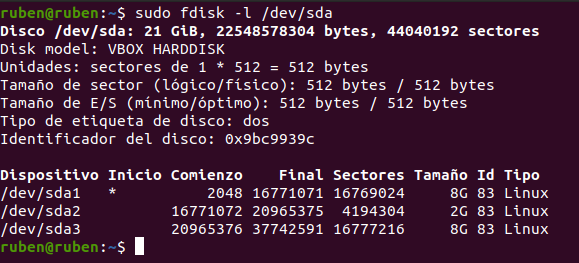 ruben@ruben:~$ sudo fdisk -l /dev/sda
Disco /dev/sda: 21 GiB, 22548578304 bytes, 44040192 sectores
Disk model: VBOX HARDDISK
Unidades: sectores de 1 * 512 = 512 bytes
Tamaño de sector (lógico/físico): 512 bytes / 512 bytes
Tamaño de E/S (mínimo/óptimo): 512 bytes / 512 bytes
Tipo de etiqueta de disco: dos
Identificador del disco: 0x9bc9939c
Dispositivo Inicio Comienzo Final Sectores Tamaño Id Tipo
/dev/sda1 * 2048 16771071 16769024 8G 83 Linux
/dev/sda2 16771072 20965375 4194304 2G 83 Linux
/dev/sda3 20965376 37742591 16777216 8G 83 Linux
ruben@ruben:~$